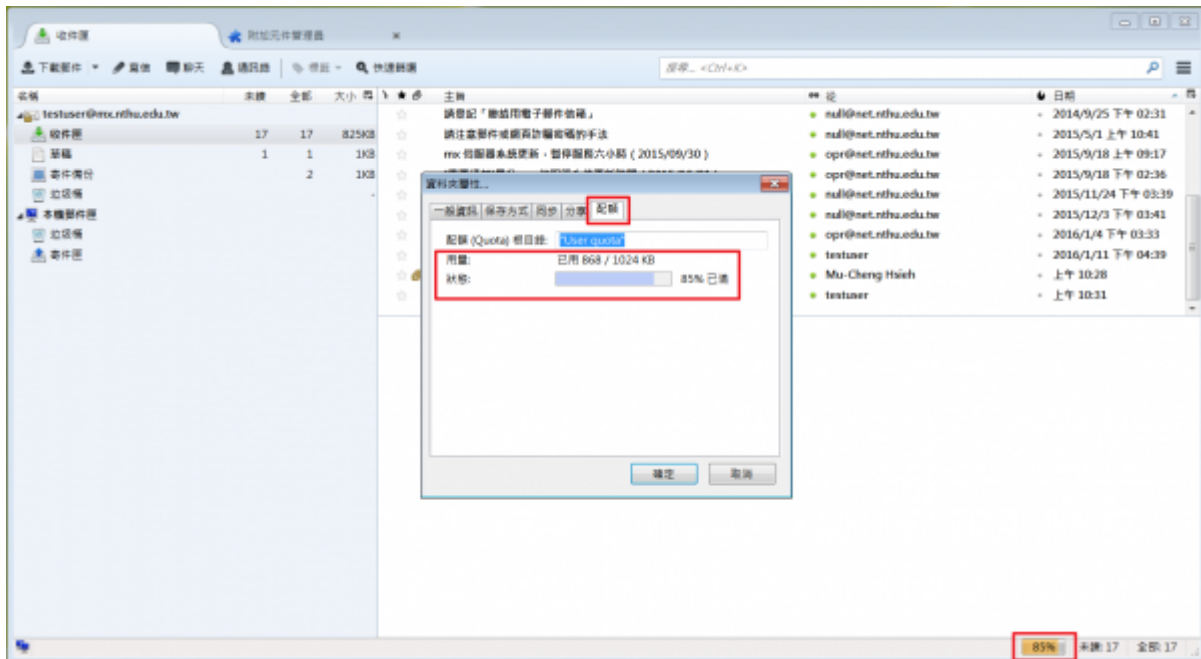 收件匣 附加元件管理員
下載郵件 寫信 聊天 通訊錄 標籤 快速篩選 搜尋... <Ctrl+K>
名稱 未讀 全部 大小 主旨 從 日期
testuser@mx.nthu.edu.tw
收件匣 17 17 825KB
草稿 1 1 1KB
寄件備份 2 1KB
垃圾桶 -
本機郵件匣
垃圾桶
寄件匣
請登記「聯絡用電子郵件信箱」 null@net.nthu.edu.tw 2014/9/25 下午 02:31
請注意郵件或網頁詐騙密碼的手法 null@net.nthu.edu.tw 2015/5/1 上午 10:41
mx 伺服器系統更新，暫停服務六小時 ( 2015/09/30 ) opr@net.nthu.edu.tw 2015/9/18 上午 09:17
opr@net.nthu.edu.tw 2015/9/18 下午 02:36
null@net.nthu.edu.tw 2015/11/24 下午 03:39
null@net.nthu.edu.tw 2015/12/3 下午 03:41
opr@net.nthu.edu.tw 2016/1/4 下午 03:33
testuser 2016/1/11 下午 04:39
Mu-Cheng Hsieh 上午 10:28
testuser 上午 10:31
資料夾屬性...
一般資訊 保存方式 同步 分享 配額
配額 (Quota) 根目錄: "User quota"
用量: 已用 868 / 1024 KB
狀態: 85% 已滿
確定 取消
85% 未讀: 17 全部: 17